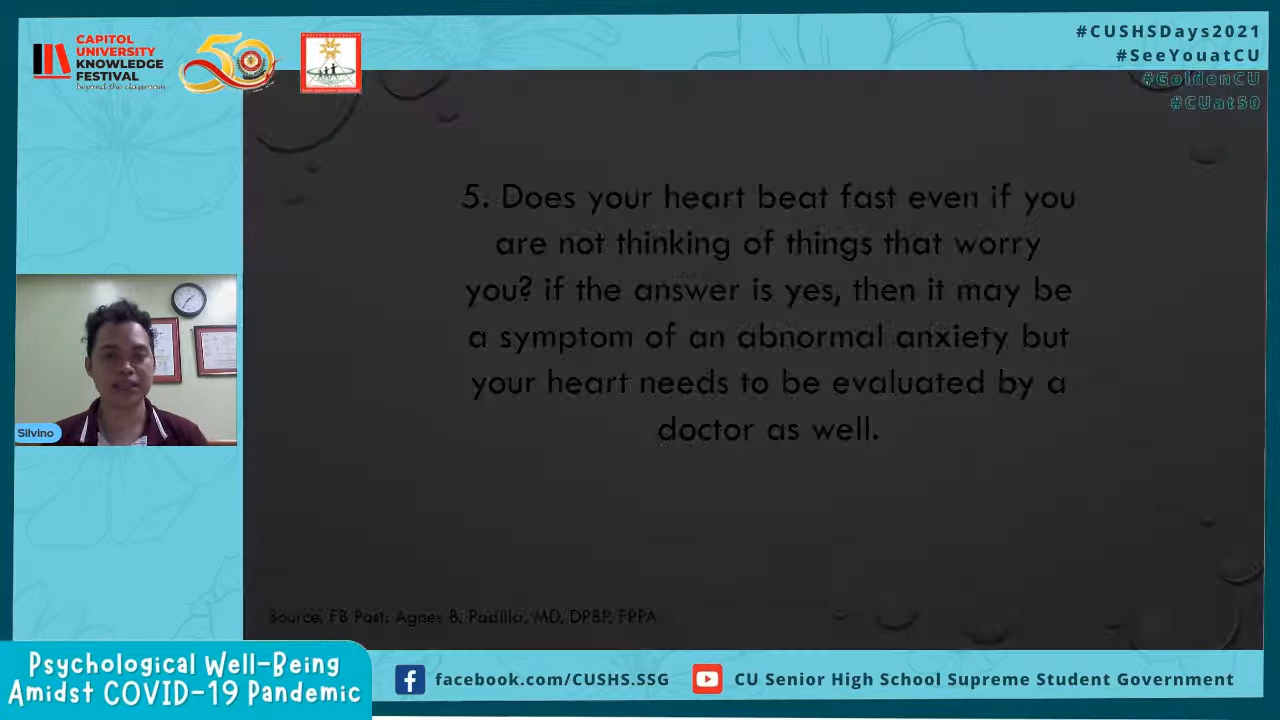 CAPITOL
UNIVERSITY
KNOWLEDGE
FESTIVAL
beyond the classroom
50
#CUSHSDays2021
#SeeYouatCU
#GoldenCU
#CUat50
5. Does your heart beat fast even if you
are not thinking of things that worry
you? if the answer is yes, then it may be
a symptom of an abnormal anxiety but
your heart needs to be evaluated by a
doctor as well.
Silvino
Source: FB Post: Agnes B. Padilla, MD, DPBP, FPPA
Psychological Well-Being
Amidst COVID-19 Pandemic
facebook.com/CUSHS.SSG
CU Senior High School Supreme Student Government